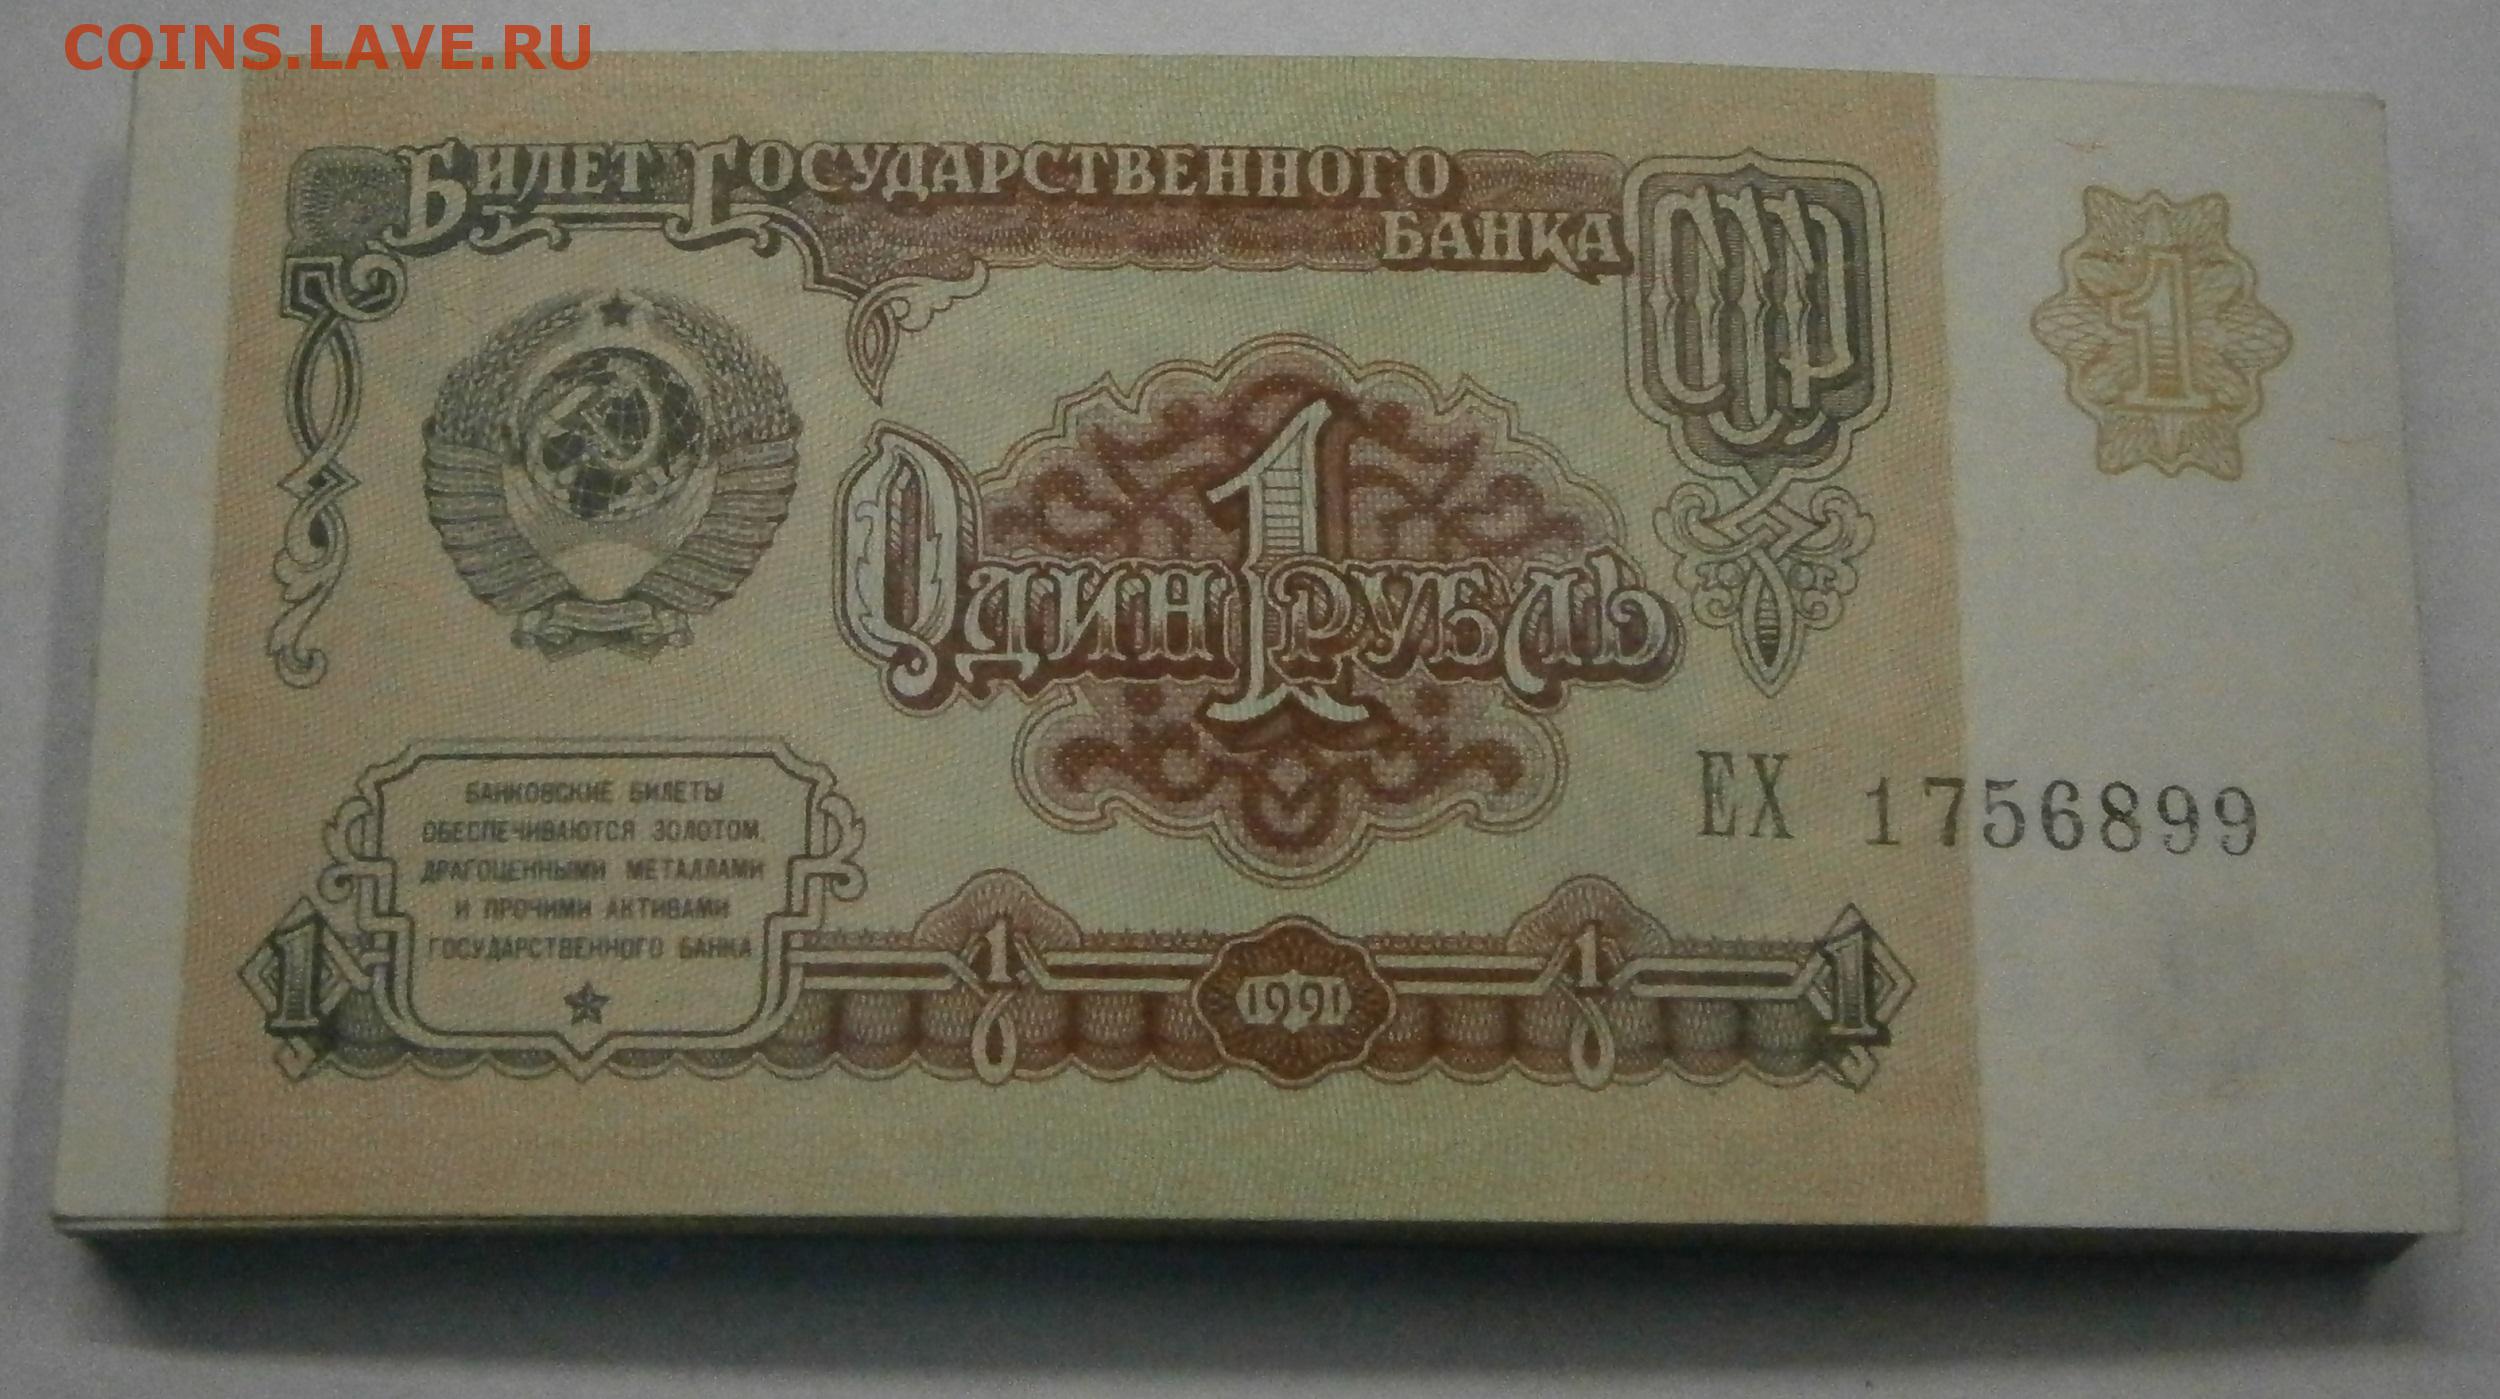 COINS.LAVE.RU
БИЛЕТ ГОСУДАРСТВЕННОГО
БАНКА
СССР
1
1
ОДИН РУБЛЬ
ЕХ 1756899
БАНКОВСКИЕ БИЛЕТЫ
ОБЕСПЕЧИВАЮТСЯ ЗОЛОТОМ,
ДРАГОЦЕННЫМИ МЕТАЛЛАМИ
И ПРОЧИМИ АКТИВАМИ
ГОСУДАРСТВЕННОГО БАНКА
1 1 1991 1 1